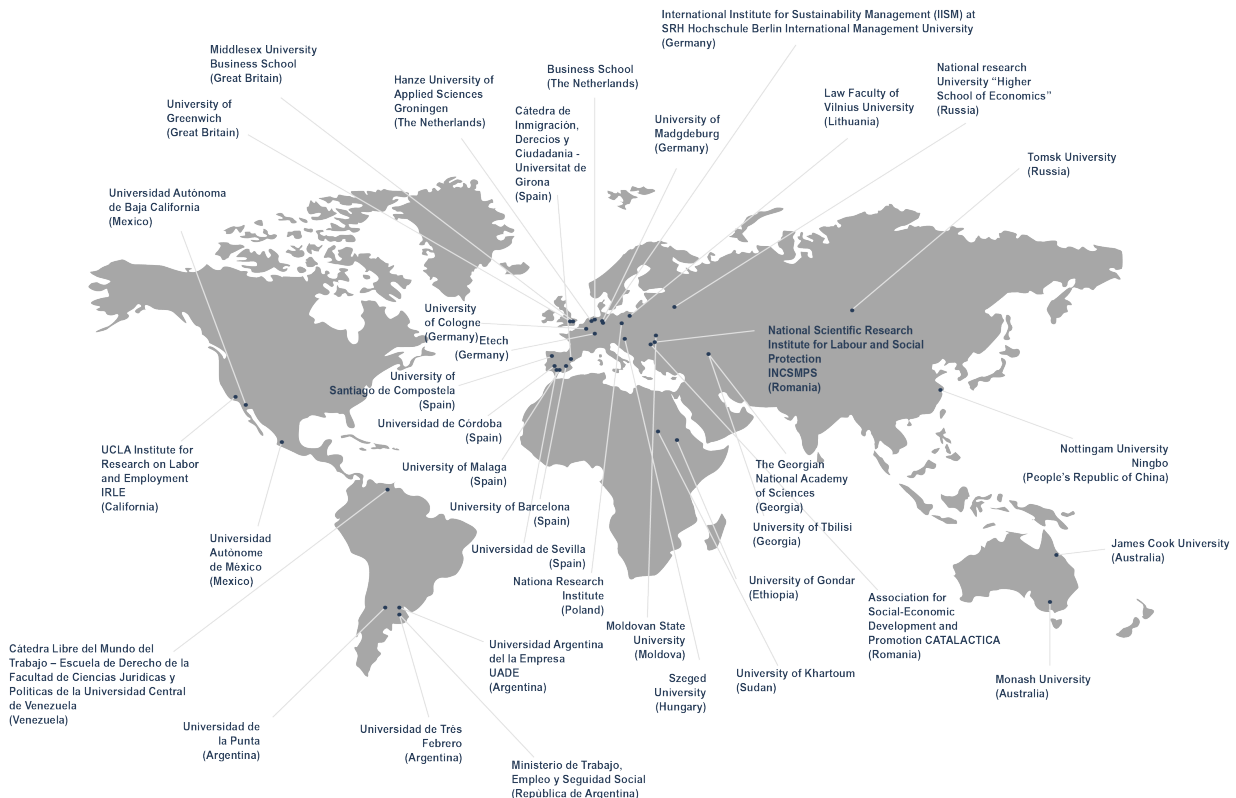 International Institute for Sustainability Management (IISM) at
SRH Hochschule Berlin International Management University
(Germany)
Middlesex University
Business School
(Great Britain)
University of
Greenwich
(Great Britain)
Hanze University of
Applied Sciences
Groningen
(The Netherlands)
Business School
(The Netherlands)
Càtedra de
Inmigración,
Derecios y
Ciudadania -
Universitat de
Girona
(Spain)
University of
Madgdeburg
(Germany)
Law Faculty of
Vilnius University
(Lithuania)
National research
University “Higher
School of Economics”
(Russia)
Tomsk University
(Russia)
Universidad Autònoma
de Baja California
(Mexico)
University
of Cologne
(Germany)
Etech
(Germany)
University of
Santiago de Compostela
(Spain)
Universidad de Córdoba
(Spain)
University of Malaga
(Spain)
University of Barcelona
(Spain)
Universidad de Sevilla
(Spain)
Nationa Research
Institute
(Poland)
National Scientific Research
Institute for Labour and Social
Protection
INCSMPS
(Romania)
UCLA Institute for
Research on Labor
and Employment
IRLE
(California)
Universidad
Autónome
de Mèxico
(Mexico)
The Georgian
National Academy
of Sciences
(Georgia)
University of Tbilisi
(Georgia)
University of Gondar
(Ethiopia)
Nottingam University
Ningbo
(People’s Republic of China)
James Cook University
(Australia)
Association for
Social-Economic
Development and
Promotion CATALACTICA
(Romania)
Moldovan State
University
(Moldova)
Szeged
University
(Hungary)
University of Khartoum
(Sudan)
Monash University
(Australia)
Càtedra Libre del Mundo del
Trabajo – Escuela de Derecho de la
Facultad de Ciencias Juridicas y
Politicas de la Universidad Central
de Venezuela
(Venezuela)
Universidad de
la Punta
(Argentina)
Universidad de Très
Febrero
(Argentina)
Universidad Argentina
del la Empresa
UADE
(Argentina)
Ministerio de Trabajo,
Empleo y Seguidad Social
(Repùblica de Argentina)